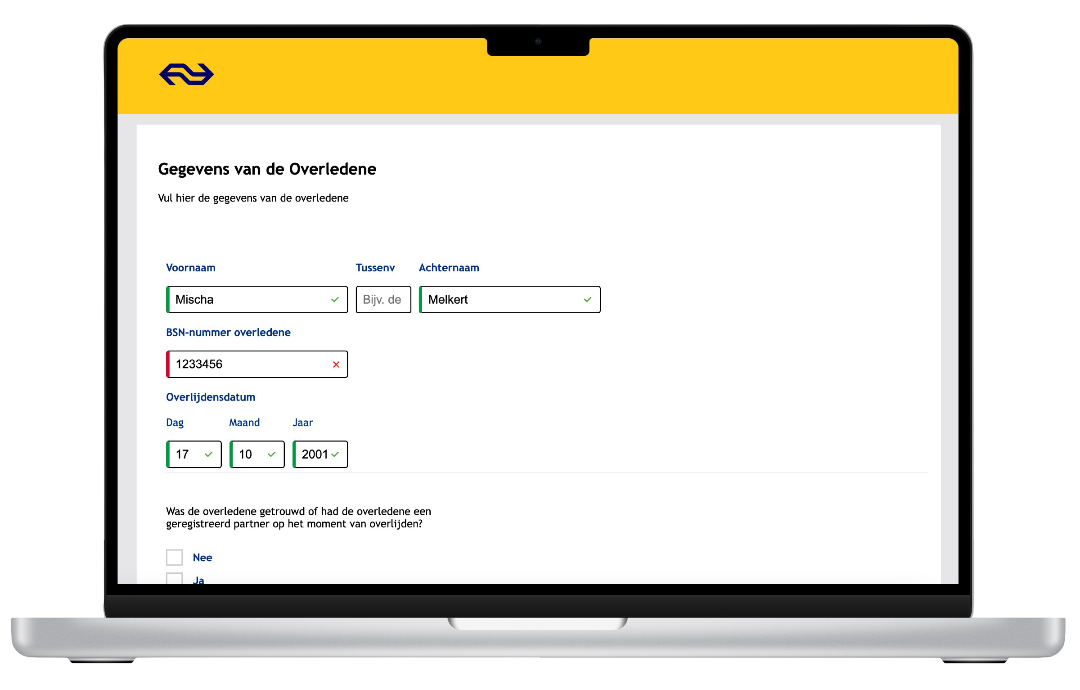 Gegevens van de Overledene
Vul hier de gegevens van de overledene
Voornaam Tussenv Achternaam
Mischa Bijv. de Melkert
BSN-nummer overledene
1233456
Overlijdensdatum
Dag Maand Jaar
17 10 2001
Was de overledene getrouwd of had de overledene een
geregistreerd partner op het moment van overlijden?
Nee
Ja